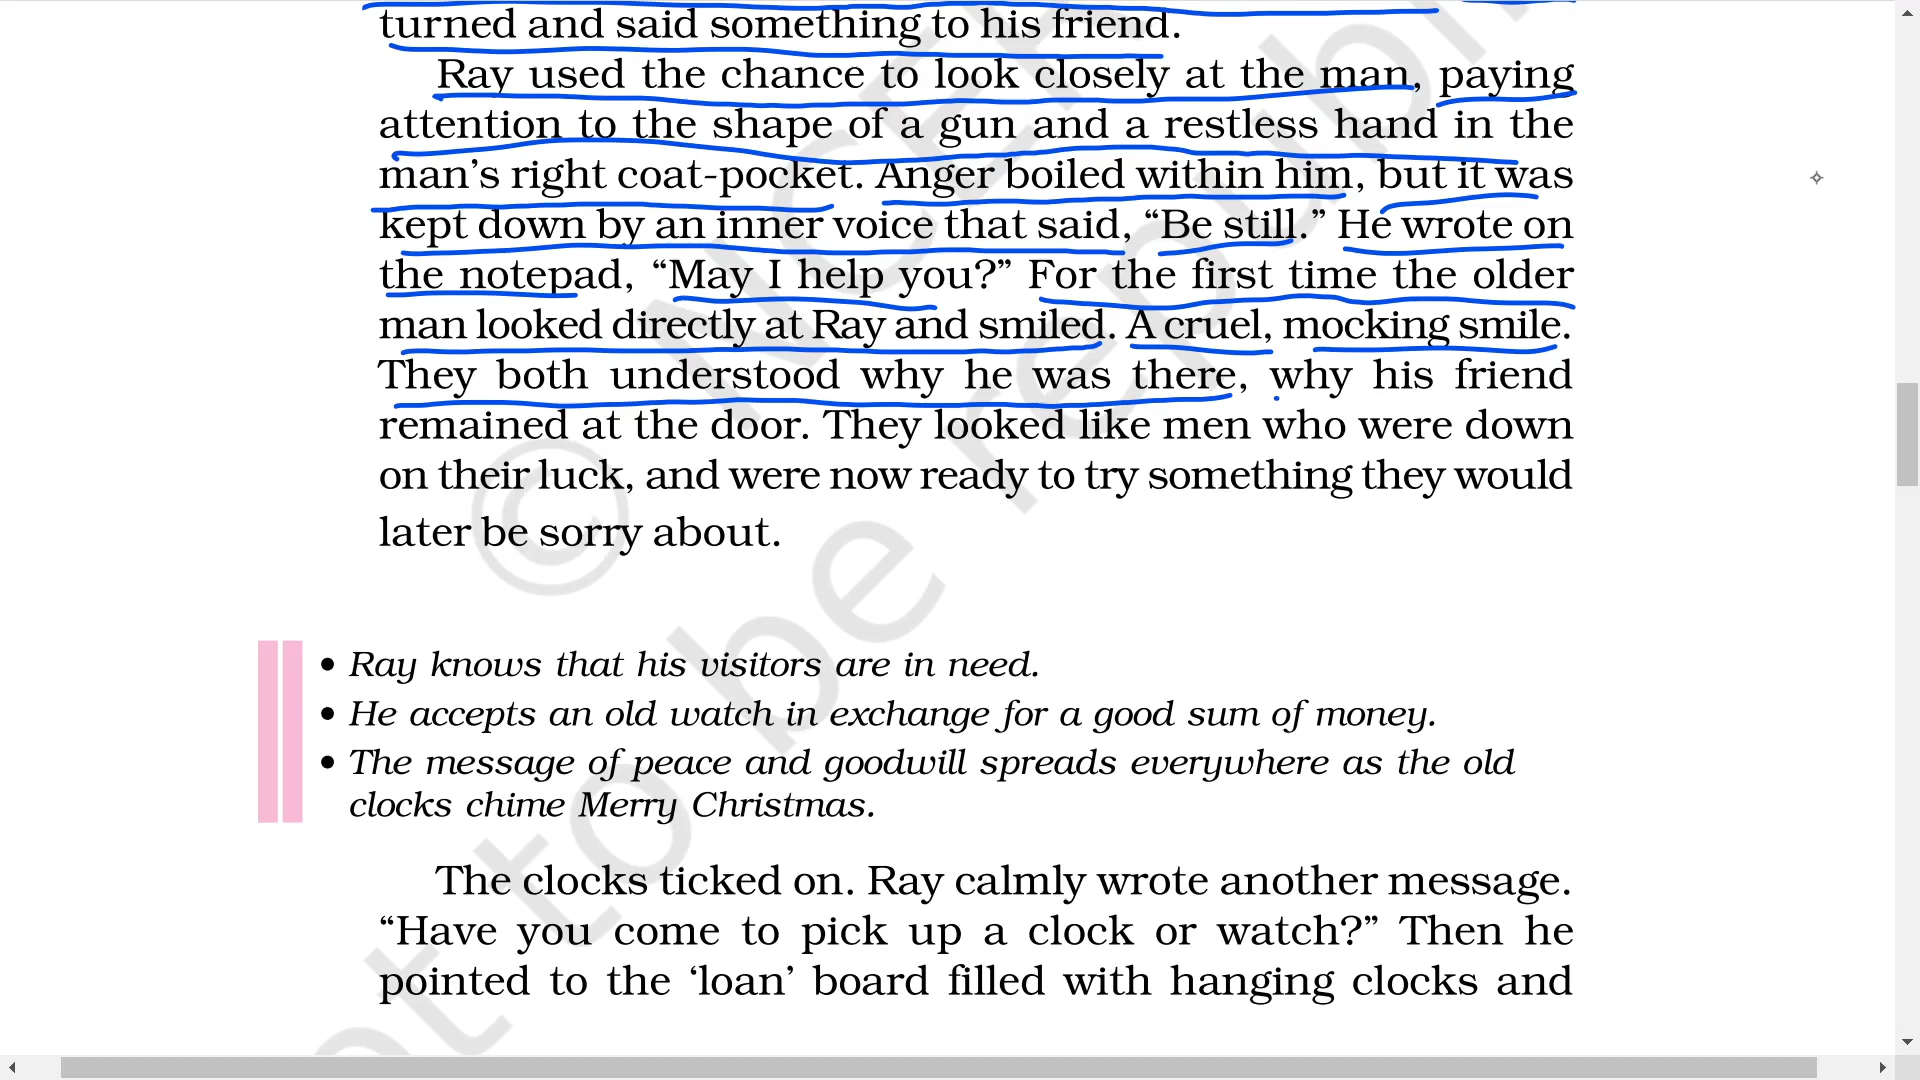 turned and said something to his friend.
Ray used the chance to look closely at the man, paying
attention to the shape of a gun and a restless hand in the
man’s right coat-pocket. Anger boiled within him, but it was
kept down by an inner voice that said, “Be still.” He wrote on
the notepad, “May I help you?” For the first time the older
man looked directly at Ray and smiled. A cruel, mocking smile.
They both understood why he was there, why his friend
remained at the door. They looked like men who were down
on their luck, and were now ready to try something they would
later be sorry about.
• Ray knows that his visitors are in need.
• He accepts an old watch in exchange for a good sum of money.
• The message of peace and goodwill spreads everywhere as the old
clocks chime Merry Christmas.
The clocks ticked on. Ray calmly wrote another message.
“Have you come to pick up a clock or watch?” Then he
pointed to the ‘loan’ board filled with hanging clocks and